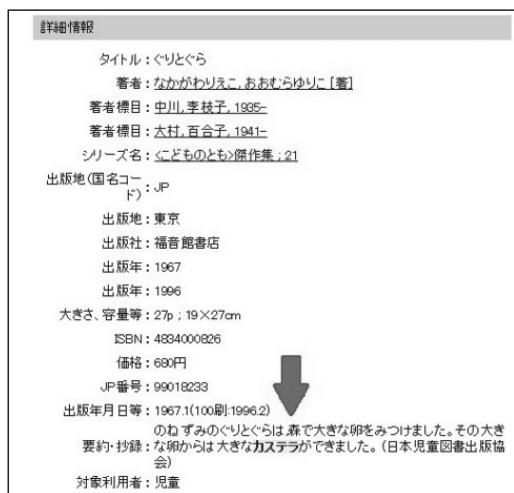 詳細情報
タイトル：ぐりとぐら
著者：なかがわりえこ,おおむらゆりこ[著]
著者標目：中川,李枝子,1935-
著者標目：大村,百合子,1941-
シリーズ名：<こどものとも>傑作集；21
出版地(国名コード)：JP
出版地：東京
出版社：福音館書店
出版年：1967
出版年：1996
大きさ、容量等：27p；19×27cm
ISBN：4834000826
価格：680円
JP番号：99018233
出版年月日等：1967.1(100刷:1996.2)
要約・抄録：のねずみのぐりとぐらは,森で大きな卵をみつけました。その大き
な卵からは大きなカステラができました。(日本児童図書出版協
会)
対象利用者：児童